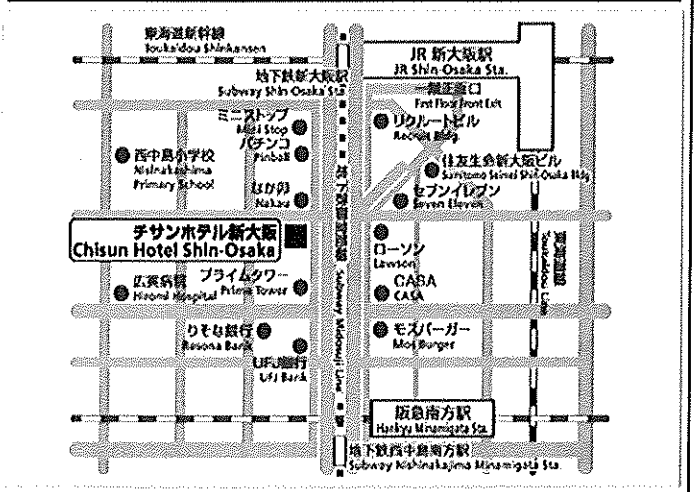 東海道新幹線
Toukaidou Shinkansen
JR 新大阪駅
JR Shin-Osaka Sta.
地下鉄新大阪駅
Subway Shin-Osaka Sta.
一階正面口
First Floor Front Exit
ミニストップ
Mini Stop
リクルートビル
Recruit Bldg.
パチンコ
Pinball
西中島小学校
Nishinakashima
Primary School
住友生命新大阪ビル
Sumitomo Seimei Shin-Osaka Bldg
なか卯
Nakau
セブンイレブン
Seven Eleven
チサンホテル新大阪
Chisun Hotel Shin-Osaka
ローソン
Lawson
地下鉄御堂筋線 Subway Midousuji Line
東海道線
Toukaidou Line
広英病院
Hiroei Hospital
プライムタワー
Prime Tower
CASA
CASA
りそな銀行
Resona Bank
モスバーガー
Mos Burger
UFJ銀行
UFJ Bank
阪急南方駅
Hankyu Minamigata Sta.
地下鉄西中島南方駅
Subway Nishinakajima Minamigata Sta.